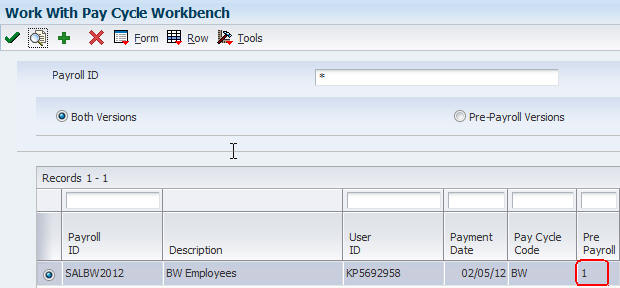 Work With Pay Cycle Workbench
Form Row Tools
Payroll ID *
Both Versions Pre-Payroll Versions
Records 1 - 1
Payroll User Payment Pay Cycle Pre
ID Description ID Date Code Payroll
SALBW2012 BW Employees KP5692958 02/05/12 BW 1